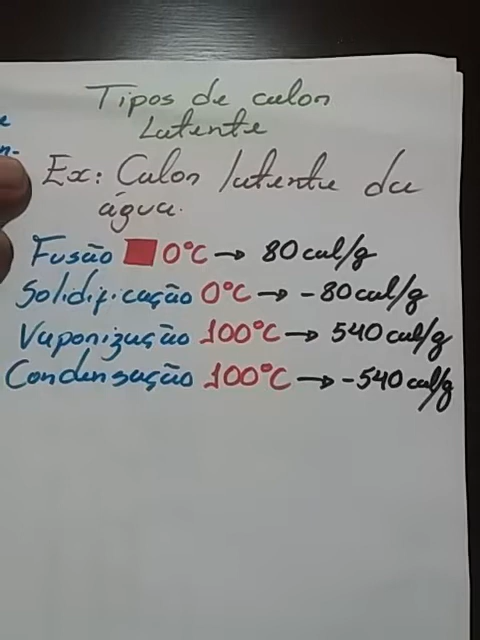 Tipos de calor
Latente
Ex: Calor latente da
água.
Fusão 0°C → 80 cal/g
Solidificação 0°C → -80 cal/g
Vaporização 100°C → 540 cal/g
Condensação 100°C → -540 cal/g